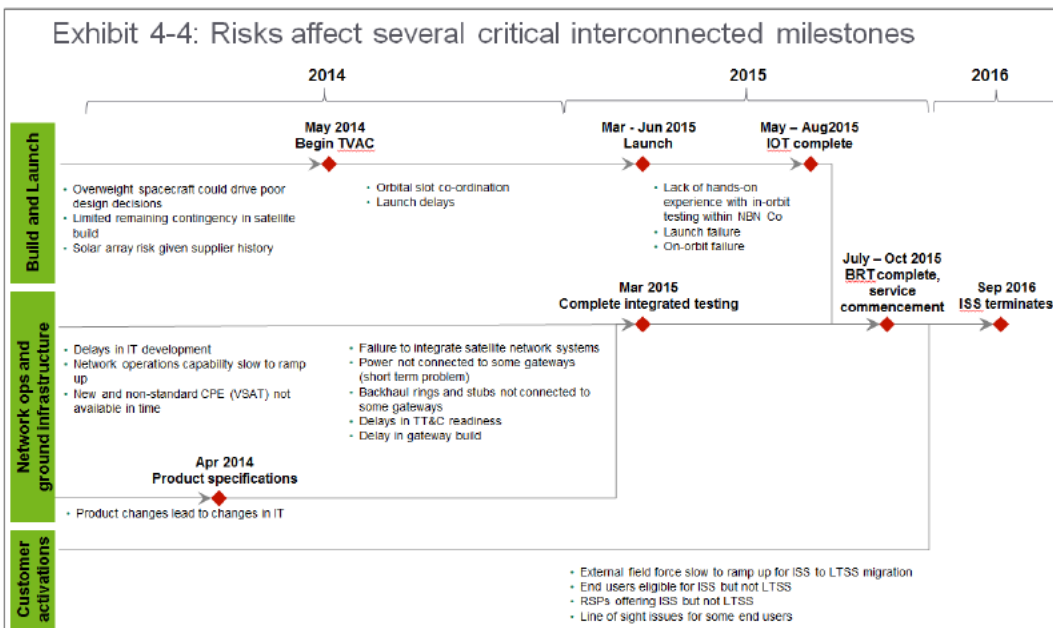 Exhibit 4-4: Risks affect several critical interconnected milestones
2014
2015
2016
Build and Launch
May 2014
Begin TVAC
Mar - Jun 2015
Launch
May – Aug2015
IOT complete
• Overweight spacecraft could drive poor
design decisions
• Limited remaining contingency in satellite
build
• Solar array risk given supplier history
• Orbital slot co-ordination
• Launch delays
• Lack of hands-on
experience with in-orbit
testing within NBN Co
• Launch failure
• On-orbit failure
July – Oct 2015
BRT complete,
service
commencement
Sep 2016
ISS terminates
Network ops and
ground infrastructure
Mar 2015
Complete integrated testing
• Delays in IT development
• Network operations capability slow to ramp
up
• New and non-standard CPE (VSAT) not
available in time
• Failure to integrate satellite network systems
• Power not connected to some gateways
(short term problem)
• Backhaul rings and stubs not connected to
some gateways
• Delays in TT&C readiness
• Delay in gateway build
Apr 2014
Product specifications
• Product changes lead to changes in IT
Customer
activations
• External field force slow to ramp up for ISS to LTSS migration
• End users eligible for ISS but not LTSS
• RSPs offering ISS but not LTSS
• Line of sight issues for some end users